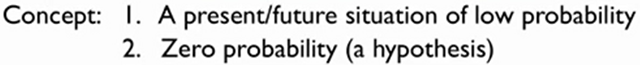 Concept: 1. A present/future situation of low probability
2. Zero probability (a hypothesis)